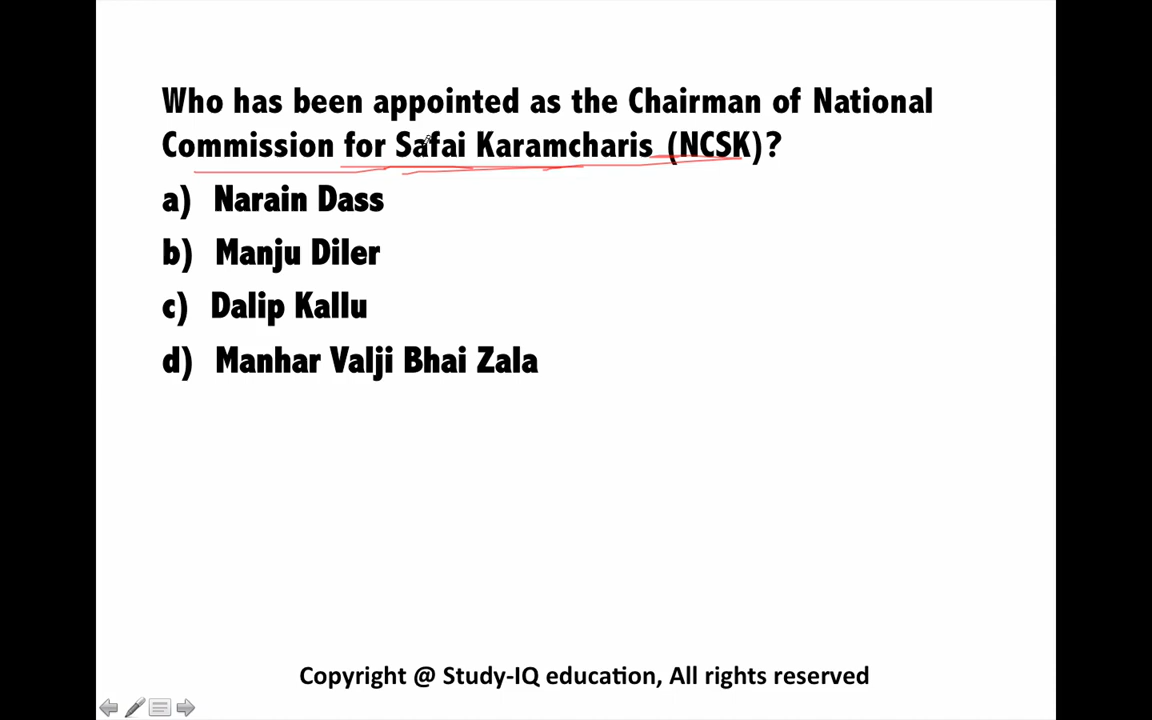 Who has been appointed as the Chairman of National
Commission for Safai Karamcharis (NCSK)?
a) Narain Dass
b) Manju Diler
c) Dalip Kallu
d) Manhar Valji Bhai Zala
Copyright @ Study-IQ education, All rights reserved